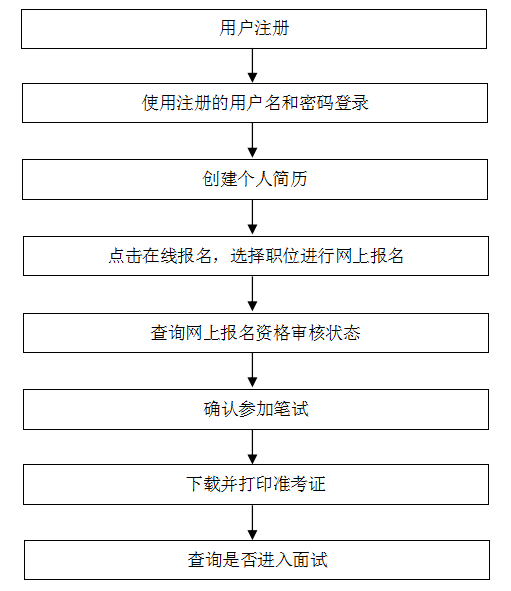 用户注册
使用注册的用户名和密码登录
创建个人简历
点击在线报名，选择职位进行网上报名
查询网上报名资格审核状态
确认参加笔试
下载并打印准考证
查询是否进入面试